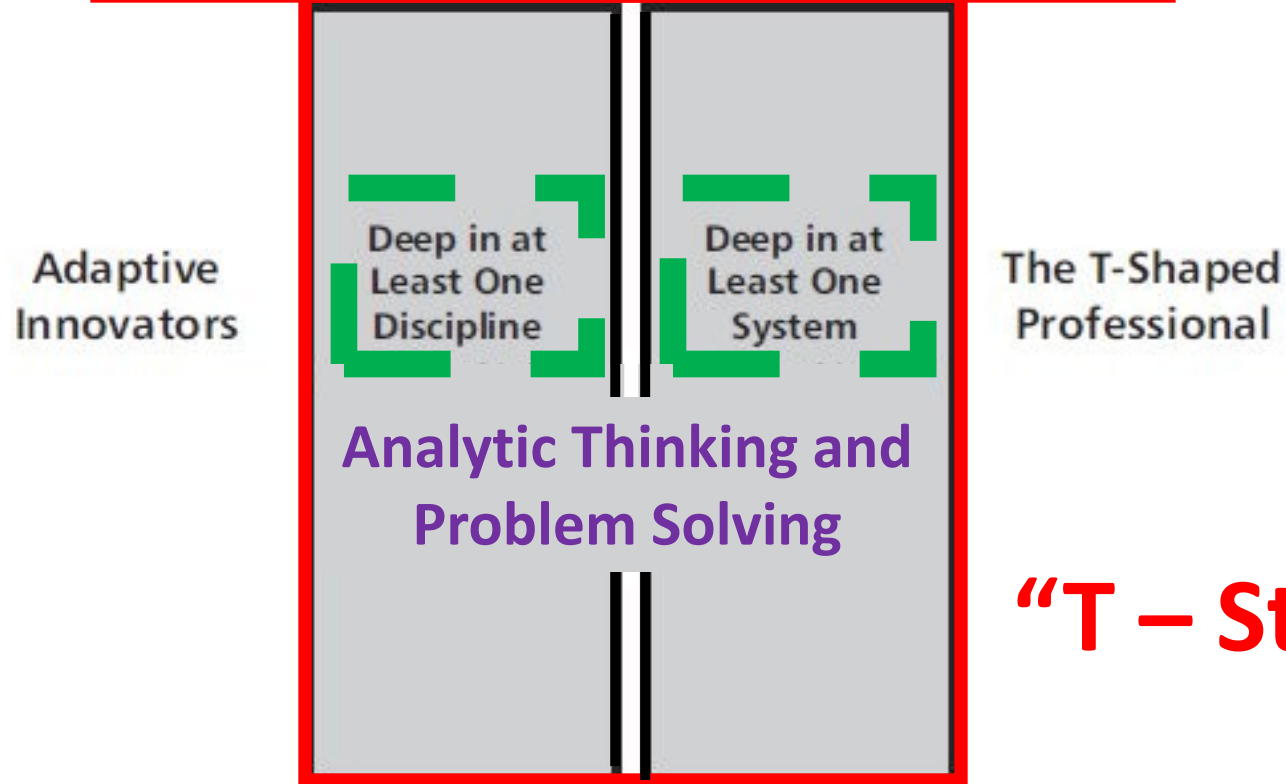 Adaptive
Innovators
Deep in at
Least One
Discipline
Deep in at
Least One
System
The T-Shaped
Professional
Analytic Thinking and
Problem Solving
“T –